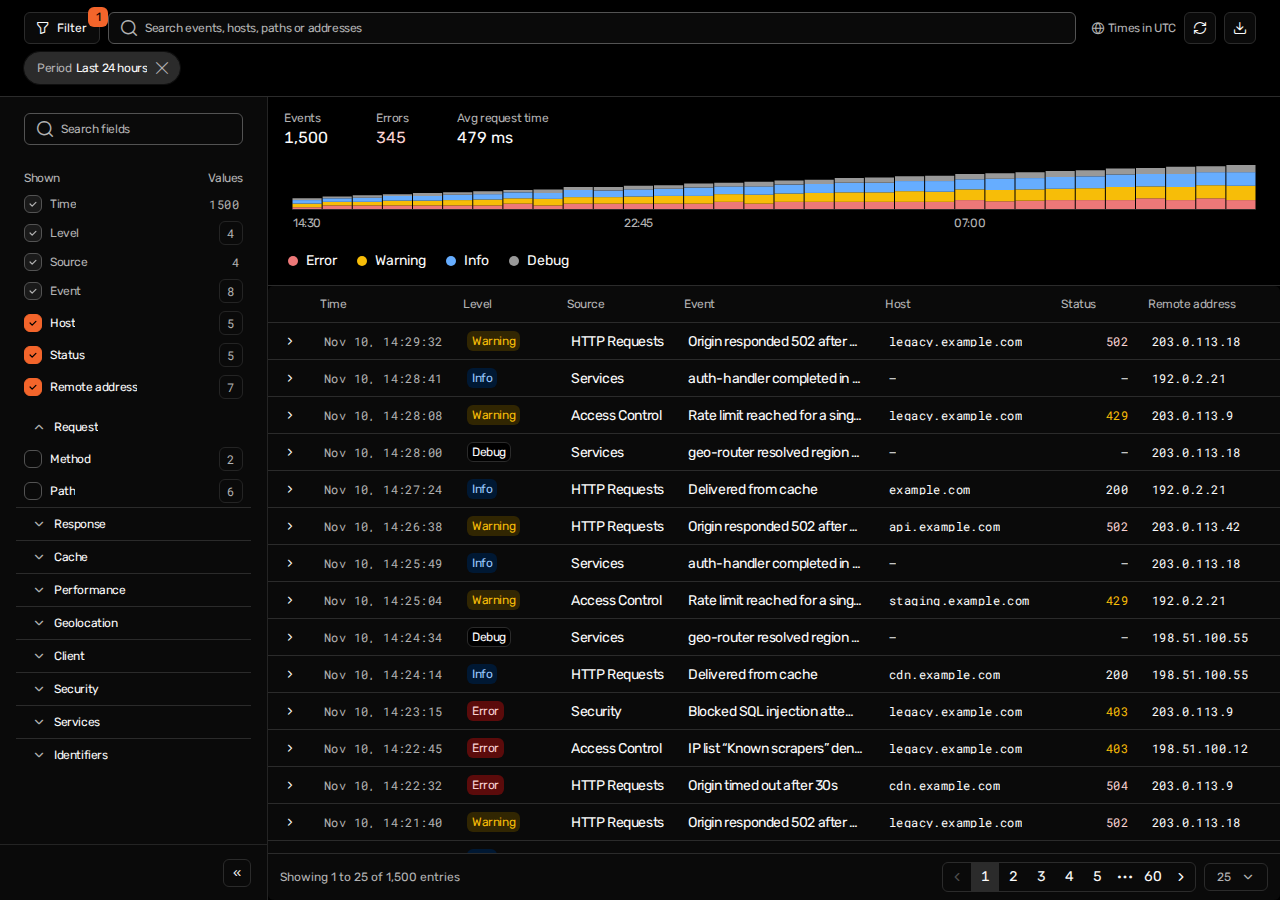 Filter 1 Search events, hosts, paths or addresses Times in UTC
Period Last 24 hours
Search fields
Shown Values
Time 1500
Level 4
Source 4
Event 8
Host 5
Status 5
Remote address 7
Request
Method 2
Path 6
Response
Cache
Performance
Geolocation
Client
Security
Services
Identifiers
«
Events Errors Avg request time
1,500 345 479 ms
14:30 22:45 07:00
Error Warning Info Debug
Time Level Source Event Host Status Remote address
Nov 10, 14:29:32 Warning HTTP Requests Origin responded 502 after … legacy.example.com 502 203.0.113.18
Nov 10, 14:28:41 Info Services auth-handler completed in … – – 192.0.2.21
Nov 10, 14:28:08 Warning Access Control Rate limit reached for a sing… legacy.example.com 429 203.0.113.9
Nov 10, 14:28:00 Debug Services geo-router resolved region … – – 203.0.113.18
Nov 10, 14:27:24 Info HTTP Requests Delivered from cache example.com 200 192.0.2.21
Nov 10, 14:26:38 Warning HTTP Requests Origin responded 502 after … api.example.com 502 203.0.113.42
Nov 10, 14:25:49 Info Services auth-handler completed in … – – 203.0.113.18
Nov 10, 14:25:04 Warning Access Control Rate limit reached for a sing… staging.example.com 429 192.0.2.21
Nov 10, 14:24:34 Debug Services geo-router resolved region … – – 198.51.100.55
Nov 10, 14:24:14 Info HTTP Requests Delivered from cache cdn.example.com 200 198.51.100.55
Nov 10, 14:23:15 Error Security Blocked SQL injection atte… legacy.example.com 403 203.0.113.9
Nov 10, 14:22:45 Error Access Control IP list “Known scrapers” den… legacy.example.com 403 198.51.100.12
Nov 10, 14:22:32 Error HTTP Requests Origin timed out after 30s cdn.example.com 504 203.0.113.9
Nov 10, 14:21:40 Warning HTTP Requests Origin responded 502 after … legacy.example.com 502 203.0.113.18
Showing 1 to 25 of 1,500 entries 1 2 3 4 5 ••• 60 25